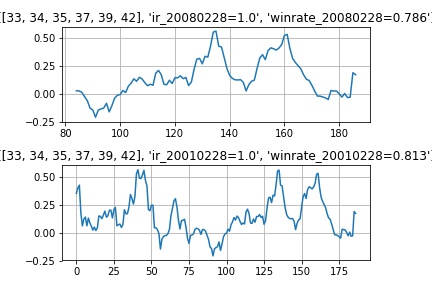 [33, 34, 35, 37, 39, 42], 'ir_20080228=1.0', 'winrate_20080228=0.786'
0.50
0.25
0.00
−0.25
80 100 120 140 160 180
[33, 34, 35, 37, 39, 42], 'ir_20010228=1.0', 'winrate_20010228=0.813'
0.50
0.25
0.00
−0.25
0 25 50 75 100 125 150 175